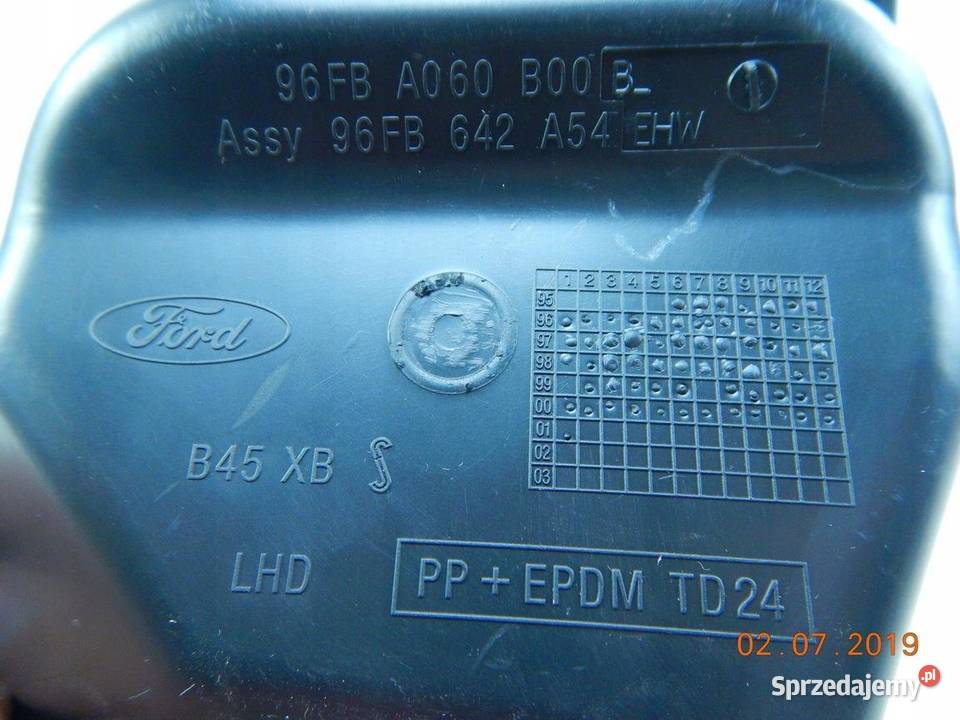 96FB A060 B00 B_
Assy 96FB 642 A54 EHW
Ford
1 2 3 4 5 6 7 8 9 10 11 12
95
96
97
98
99
00
01
02
03
B45 XB
LHD
PP + EPDM TD24
02.07.2019
Sprzedajemy.pl